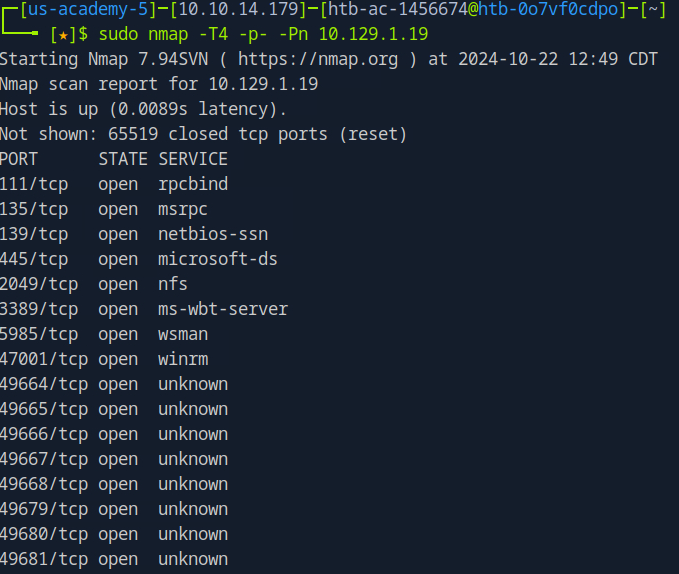 ┌─[us-academy-5]─[10.10.14.179]─[htb-ac-1456674@htb-0o7vf0cdpo]─[~]
└──╼ [★]$ sudo nmap -T4 -p- -Pn 10.129.1.19
Starting Nmap 7.94SVN ( https://nmap.org ) at 2024-10-22 12:49 CDT
Nmap scan report for 10.129.1.19
Host is up (0.0089s latency).
Not shown: 65519 closed tcp ports (reset)
PORT      STATE SERVICE
111/tcp   open  rpcbind
135/tcp   open  msrpc
139/tcp   open  netbios-ssn
445/tcp   open  microsoft-ds
2049/tcp  open  nfs
3389/tcp  open  ms-wbt-server
5985/tcp  open  wsman
47001/tcp open  winrm
49664/tcp open  unknown
49665/tcp open  unknown
49666/tcp open  unknown
49667/tcp open  unknown
49668/tcp open  unknown
49679/tcp open  unknown
49680/tcp open  unknown
49681/tcp open  unknown